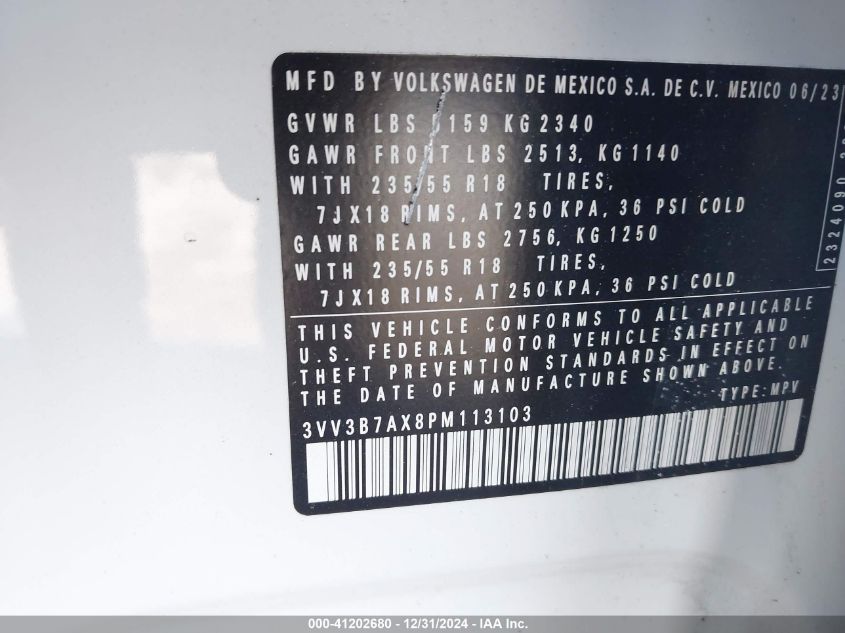 MFD BY VOLKSWAGEN DE MEXICO S.A. DE C.V. MEXICO 06/23
GVWR LBS 159 KG 2340
GAWR FRONT LBS 2513, KG 1140
WITH 235/55 R18 TIRES,
7JX18 RIMS, AT 250 KPA, 36 PSI COLD
GAWR REAR LBS 2756, KG 1250
WITH 235/55 R18 TIRES,
7JX18 RIMS, AT 250 KPA, 36 PSI COLD
THIS VEHICLE CONFORMS TO ALL APPLICABLE
U.S. FEDERAL MOTOR VEHICLE SAFETY AND
THEFT PREVENTION STANDARDS IN EFFECT ON
THE DATE OF MANUFACTURE SHOWN ABOVE.
TYPE: MPV
3VV3B7AX8PM113103
2324090
000-41202680 - 12/31/2024 - IAA Inc.